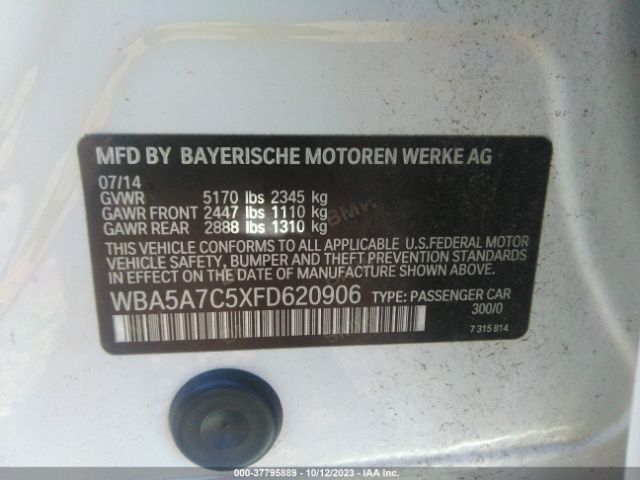 MFD BY BAYERISCHE MOTOREN WERKE AG
07/14
GVWR 5170 lbs 2345 kg
GAWR FRONT 2447 lbs 1110 kg
GAWR REAR 2888 lbs 1310 kg
THIS VEHICLE CONFORMS TO ALL APPLICABLE U.S.FEDERAL MOTOR
VEHICLE SAFETY, BUMPER AND THEFT PREVENTION STANDARDS
IN EFFECT ON THE DATE OF MANUFACTURE SHOWN ABOVE.
WBA5A7C5XFD620906 TYPE: PASSENGER CAR
300/0
7 315 814
000-37795889 - 10/12/2023 - IAA Inc.